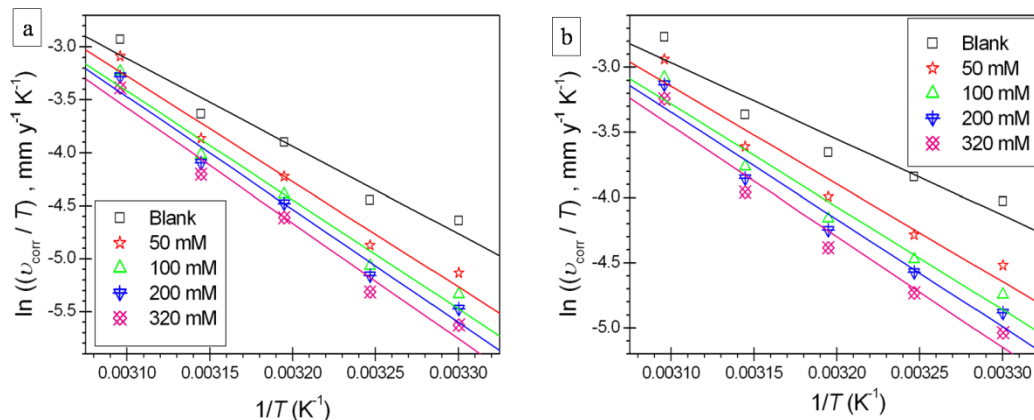 a
ln ((υcorr / T) , mm y-1 K-1)
-3.0
-3.5
-4.0
-4.5
-5.0
-5.5
Blank
50 mM
100 mM
200 mM
320 mM
0.00310 0.00315 0.00320 0.00325 0.00330
1/T (K-1)
b
ln ((υcorr / T) , mm y-1 K-1)
-2.5
-3.0
-3.5
-4.0
-4.5
-5.0
Blank
50 mM
100 mM
200 mM
320 mM
0.00310 0.00315 0.00320 0.00325 0.00330
1/T (K-1)